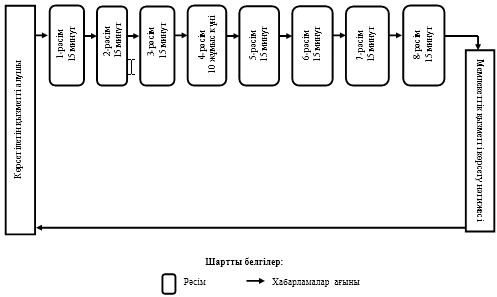 Көрсетілетін қызметті алушы
1-рәсім
15 минут
2-рәсім
15 минут
3-рәсім
15 минут
4-рәсім
10 жұмыс күні
5-рәсім
15 минут
6-рәсім
15 минут
7-рәсім
15 минут
8-рәсім
15 минут
Мемлекеттік қызметті көрсету нәтижесі
Шартты белгілер:
Рәсім
Хабарламалар ағыны